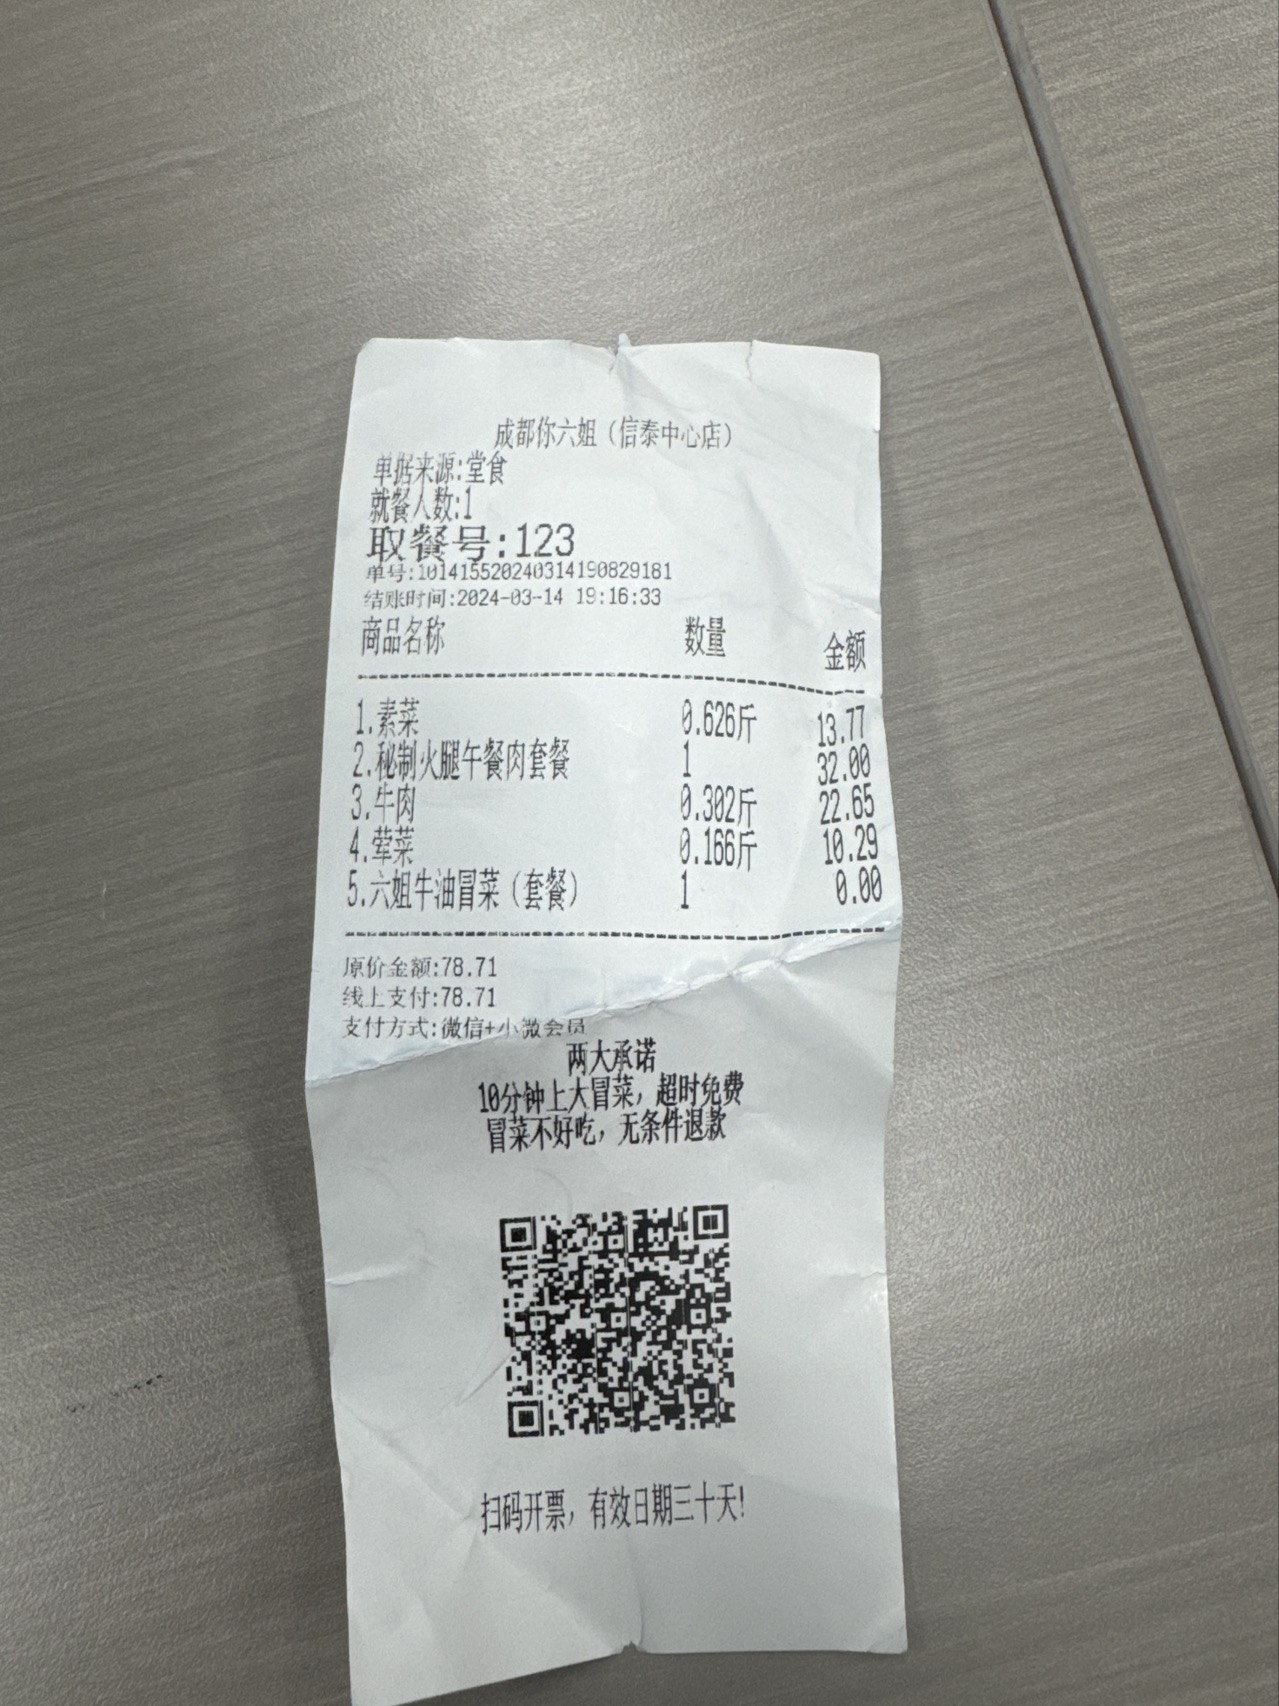 成都你六姐（信泰中心店）
单据来源:堂食
就餐人数:1
取餐号:123
单号:10141552024031419082​9181
结账时间:2024-03-14 19:16:33
商品名称 数量 金额
1.素菜 0.626斤 13.77
2.秘制火腿午餐肉套餐 1 32.00
3.牛肉 0.302斤 22.65
4.荤菜 0.166斤 10.29
5.六姐牛油冒菜（套餐） 1 0.00
原价金额:78.71
线上支付:78.71
支付方式:微信+小微会员
两大承诺
10分钟上大冒菜，超时免费
冒菜不好吃，无条件退款
扫码开票，有效日期三十天!